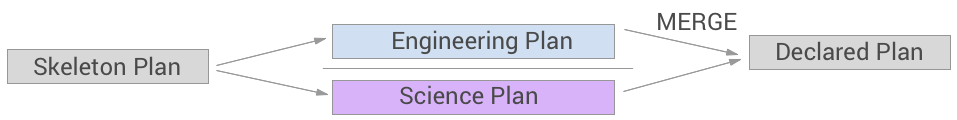 MERGE
Engineering Plan
Declared Plan
Skeleton Plan
Science Plan